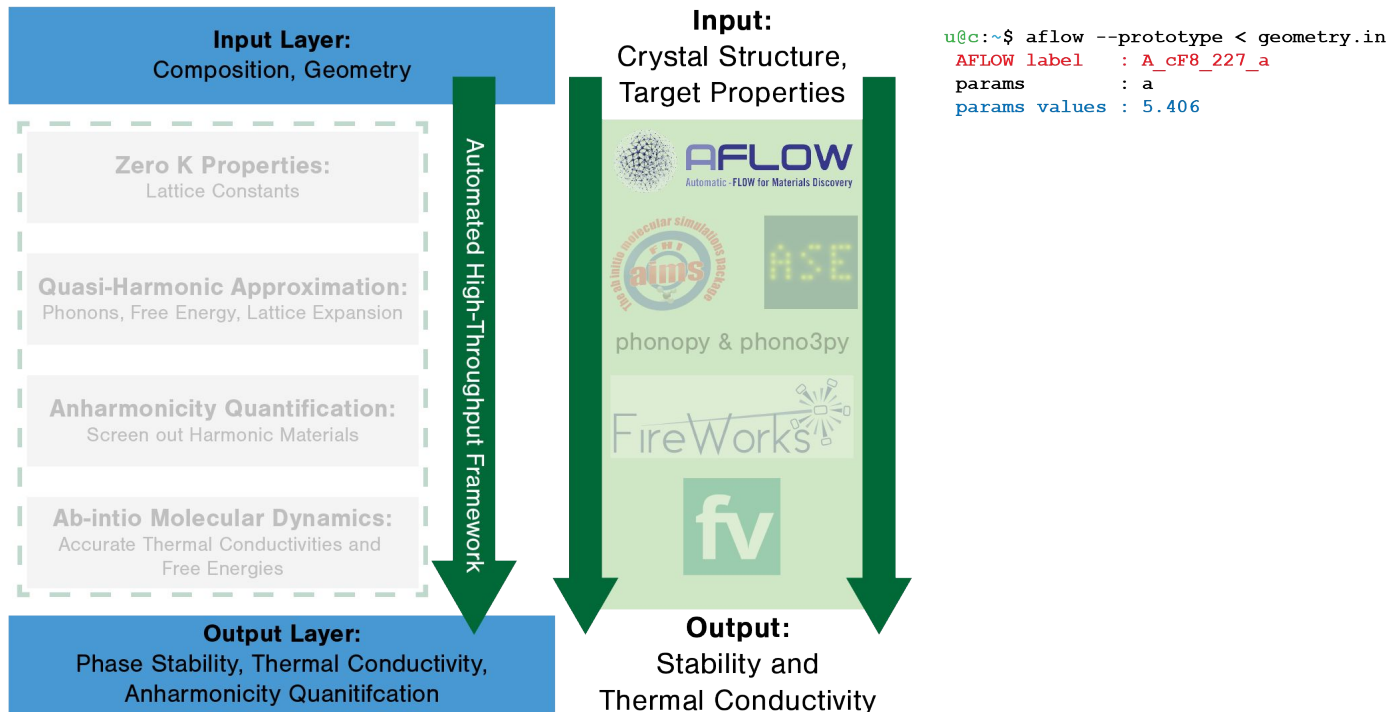 Input Layer:
Composition, Geometry
Zero K Properties:
Lattice Constants
Quasi-Harmonic Approximation:
Phonons, Free Energy, Lattice Expansion
Anharmonicity Quantification:
Screen out Harmonic Materials
Ab-intio Molecular Dynamics:
Accurate Thermal Conductivities and
Free Energies
Output Layer:
Phase Stability, Thermal Conductivity,
Anharmonicity Quanitifcation
Automated High-Throughput Framework
Input:
Crystal Structure,
Target Properties
AFLOW
Automatic - FLOW for Materials Discovery
The ab initio molecular simulations package
FHI
aims
ASE
phonopy & phono3py
FireWorks
fv
Output:
Stability and
Thermal Conductivity
u@c:~$ aflow --prototype < geometry.in
AFLOW label : A_cF8_227_a
params : a
params values : 5.406